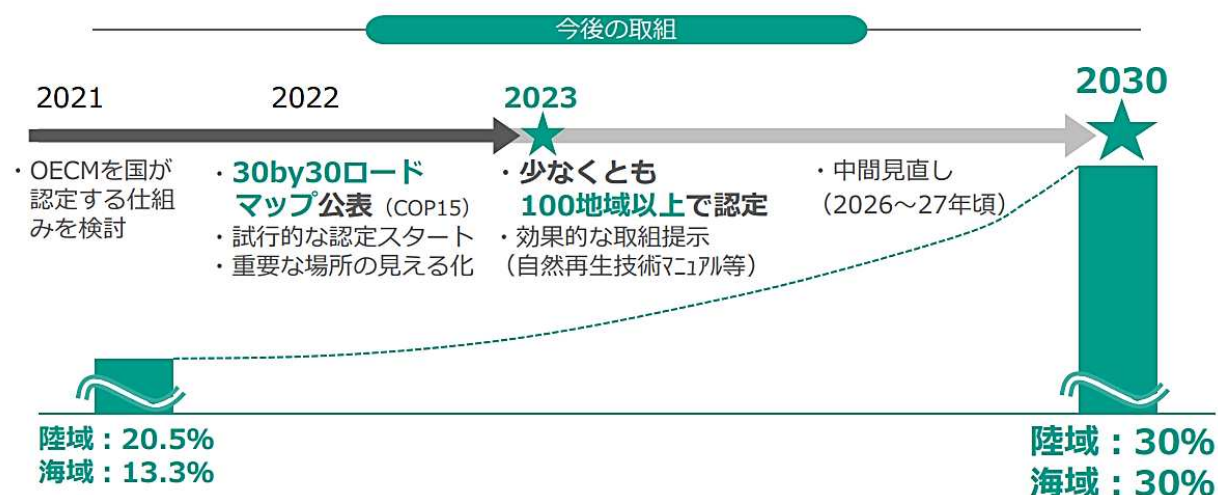 今後の取組
2021
2022
2023
2030
・OECMを国が
認定する仕組
みを検討
・30by30ロード
マップ公表（COP15）
・試行的な認定スタート
・重要な場所の見える化
・少なくとも
100地域以上で認定
・効果的な取組提示
（自然再生技術ﾏﾆｭｱﾙ等）
・中間見直し
（2026～27年頃）
陸域：20.5%
海域：13.3%
陸域：30%
海域：30%